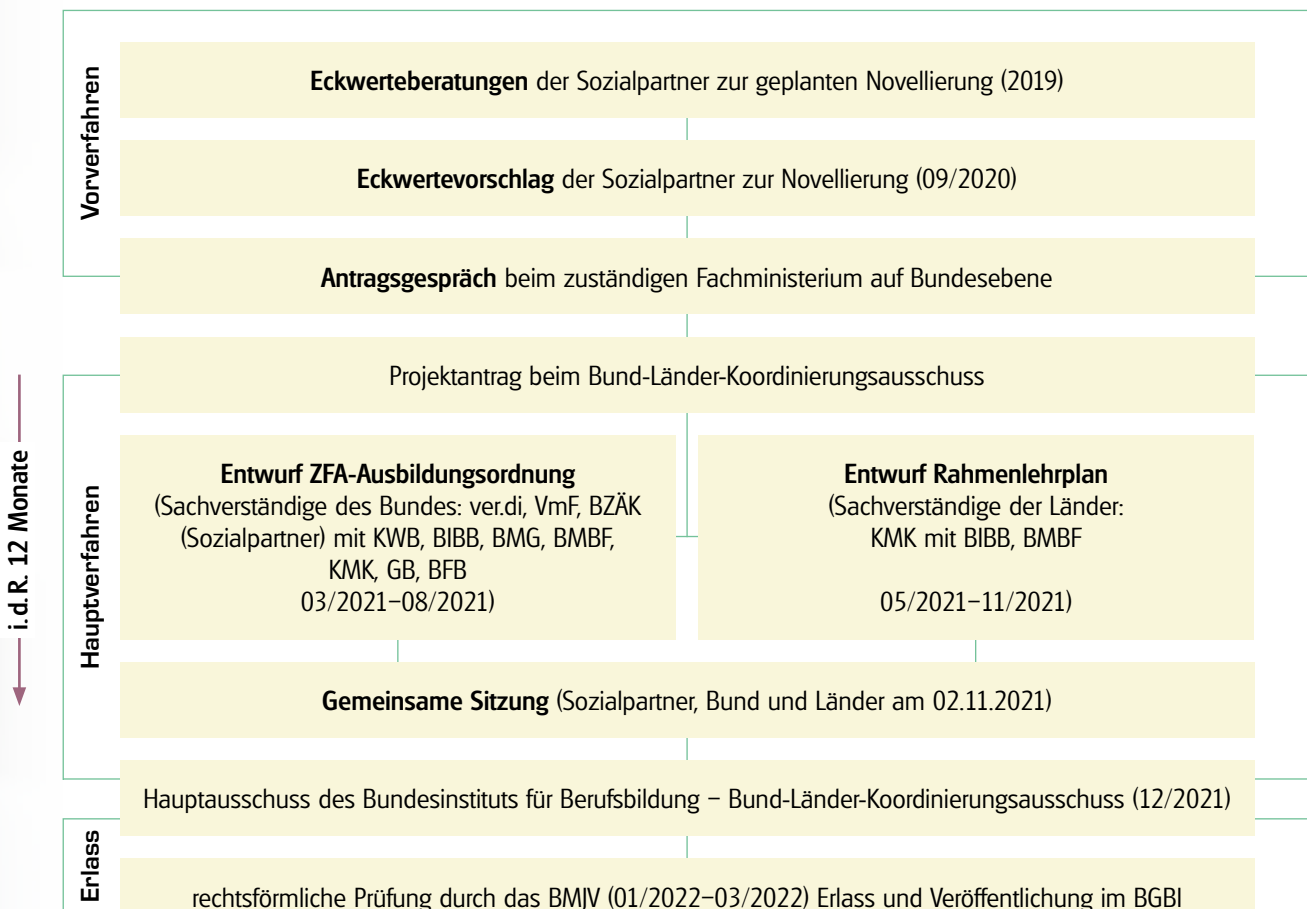 Vorverfahren
Eckwerteberatungen der Sozialpartner zur geplanten Novellierung (2019)
Eckwertevorschlag der Sozialpartner zur Novellierung (09/2020)
Antragsgespräch beim zuständigen Fachministerium auf Bundesebene
i.d.R. 12 Monate
Hauptverfahren
Projektantrag beim Bund-Länder-Koordinierungsausschuss
Entwurf ZFA-Ausbildungsordnung
(Sachverständige des Bundes: ver.di, VmF, BZÄK
(Sozialpartner) mit KWB, BIBB, BMG, BMBF,
KMK, GB, BFB
03/2021–08/2021)
Entwurf Rahmenlehrplan
(Sachverständige der Länder:
KMK mit BIBB, BMBF
05/2021–11/2021)
Gemeinsame Sitzung (Sozialpartner, Bund und Länder am 02.11.2021)
Hauptausschuss des Bundesinstituts für Berufsbildung – Bund-Länder-Koordinierungsausschuss (12/2021)
Erlass
rechtsförmliche Prüfung durch das BMJV (01/2022–03/2022) Erlass und Veröffentlichung im BGBl